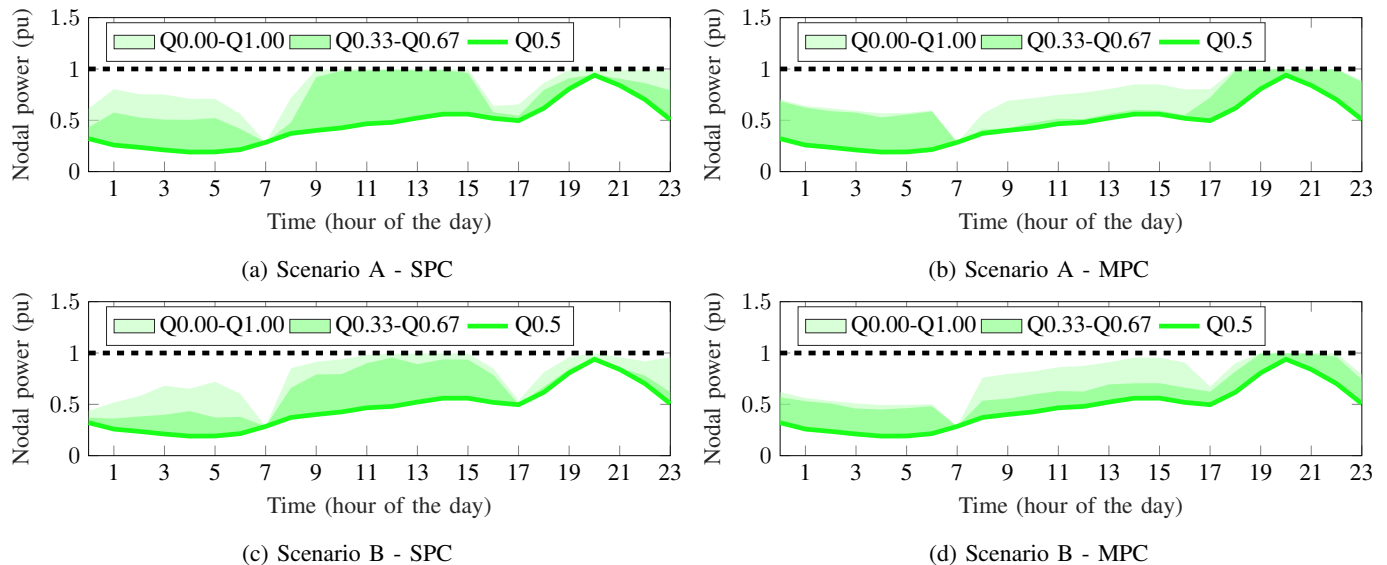 Nodal power (pu)
1.5
1
0.5
0
Q0.00-Q1.00 Q0.33-Q0.67 Q0.5
1 3 5 7 9 11 13 15 17 19 21 23
Time (hour of the day)
(a) Scenario A - SPC
Nodal power (pu)
1.5
1
0.5
0
Q0.00-Q1.00 Q0.33-Q0.67 Q0.5
1 3 5 7 9 11 13 15 17 19 21 23
Time (hour of the day)
(b) Scenario A - MPC
Nodal power (pu)
1.5
1
0.5
0
Q0.00-Q1.00 Q0.33-Q0.67 Q0.5
1 3 5 7 9 11 13 15 17 19 21 23
Time (hour of the day)
(c) Scenario B - SPC
Nodal power (pu)
1.5
1
0.5
0
Q0.00-Q1.00 Q0.33-Q0.67 Q0.5
1 3 5 7 9 11 13 15 17 19 21 23
Time (hour of the day)
(d) Scenario B - MPC